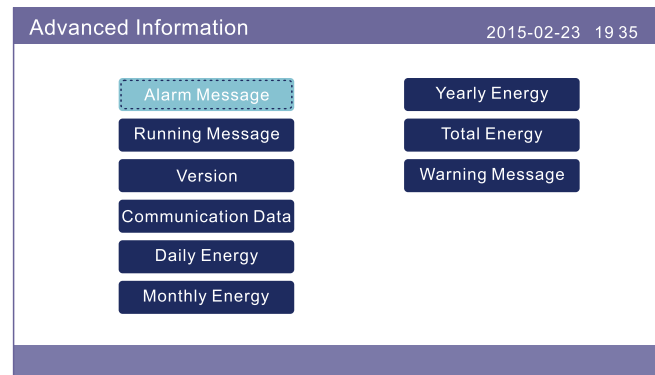 Advanced Information
2015-02-23 19 35
Alarm Message
Running Message
Version
Communication Data
Daily Energy
Monthly Energy
Yearly Energy
Total Energy
Warning Message